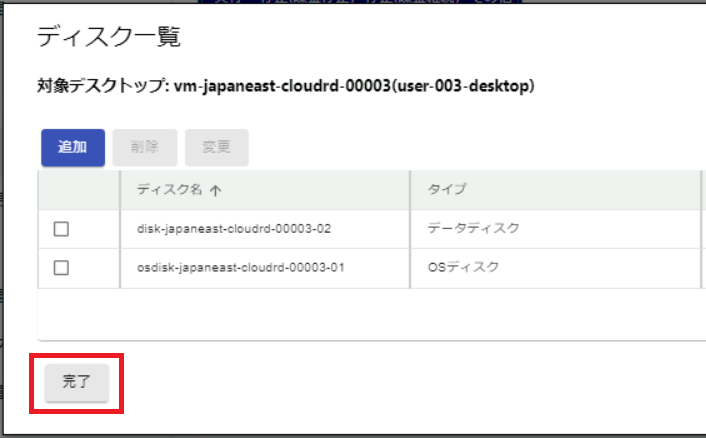 ディスク一覧
対象デスクトップ: vm-japaneast-cloudrd-00003(user-003-desktop)
追加 削除 変更
ディスク名 ↑ タイプ
disk-japaneast-cloudrd-00003-02 データディスク
osdisk-japaneast-cloudrd-00003-01 OSディスク
完了